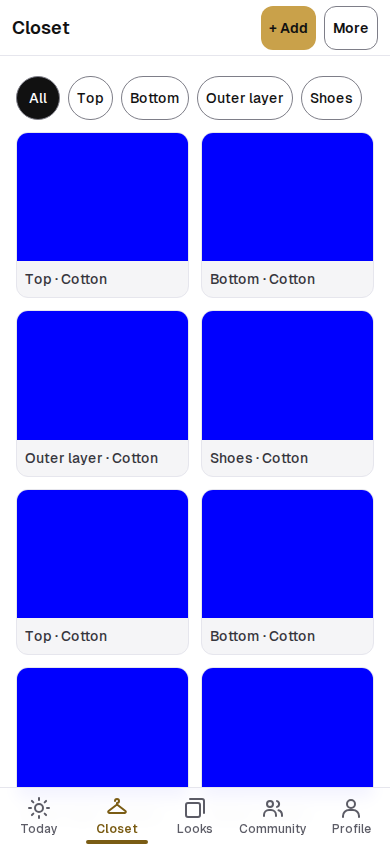 Closet
+ Add
More
All
Top
Bottom
Outer layer
Shoes
Top · Cotton
Bottom · Cotton
Outer layer · Cotton
Shoes · Cotton
Top · Cotton
Bottom · Cotton
Today
Closet
Looks
Community
Profile